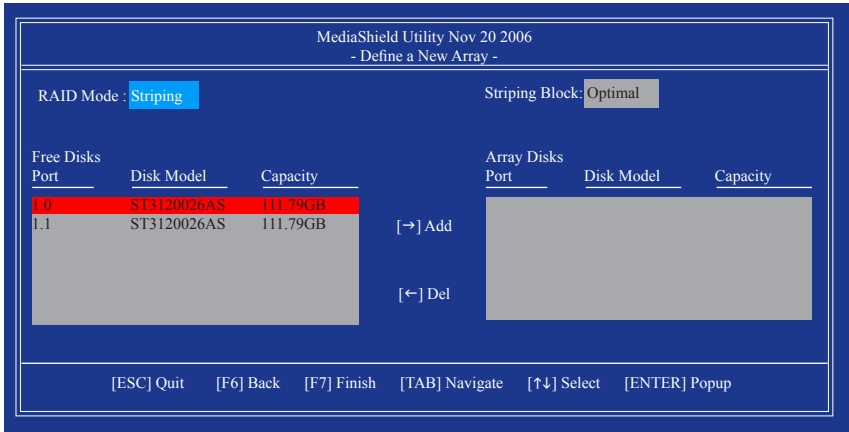 MediaShield Utility Nov 20 2006
- Define a New Array -
RAID Mode : Striping
Striping Block: Optimal
Free Disks
Port Disk Model Capacity
1.0 ST3120026AS 111.79GB
1.1 ST3120026AS 111.79GB
[→] Add
[←] Del
Array Disks
Port Disk Model Capacity
[ESC] Quit [F6] Back [F7] Finish [TAB] Navigate [↑↓] Select [ENTER] Popup